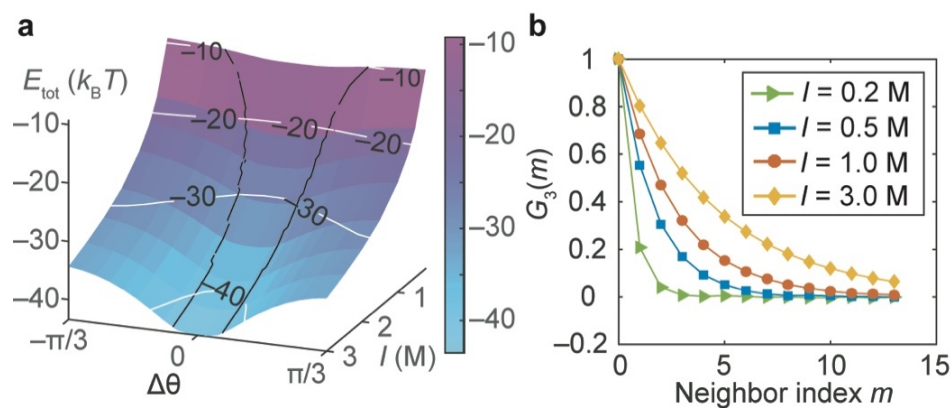 a
E_tot (k_BT)
−10
−20
−30
−40
−π/3
0
π/3
Δθ
1
2
3
I (M)
−10
−10
−20
−20
−20
−30
−30
−40
−10
−20
−30
−40
b
G_3(m)
1
0.8
0.6
0.4
0.2
0
−0.2
0
5
10
15
Neighbor index m
I = 0.2 M
I = 0.5 M
I = 1.0 M
I = 3.0 M